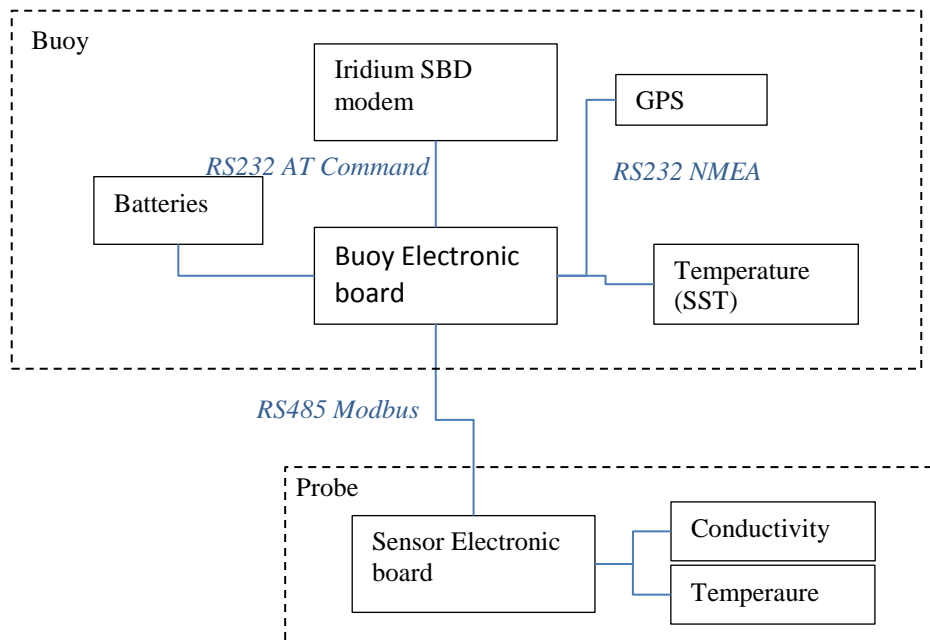 Buoy
Iridium SBD
modem
GPS
RS232 AT Command
RS232 NMEA
Batteries
Buoy Electronic
board
Temperature
(SST)
RS485 Modbus
Probe
Sensor Electronic
board
Conductivity
Temperaure